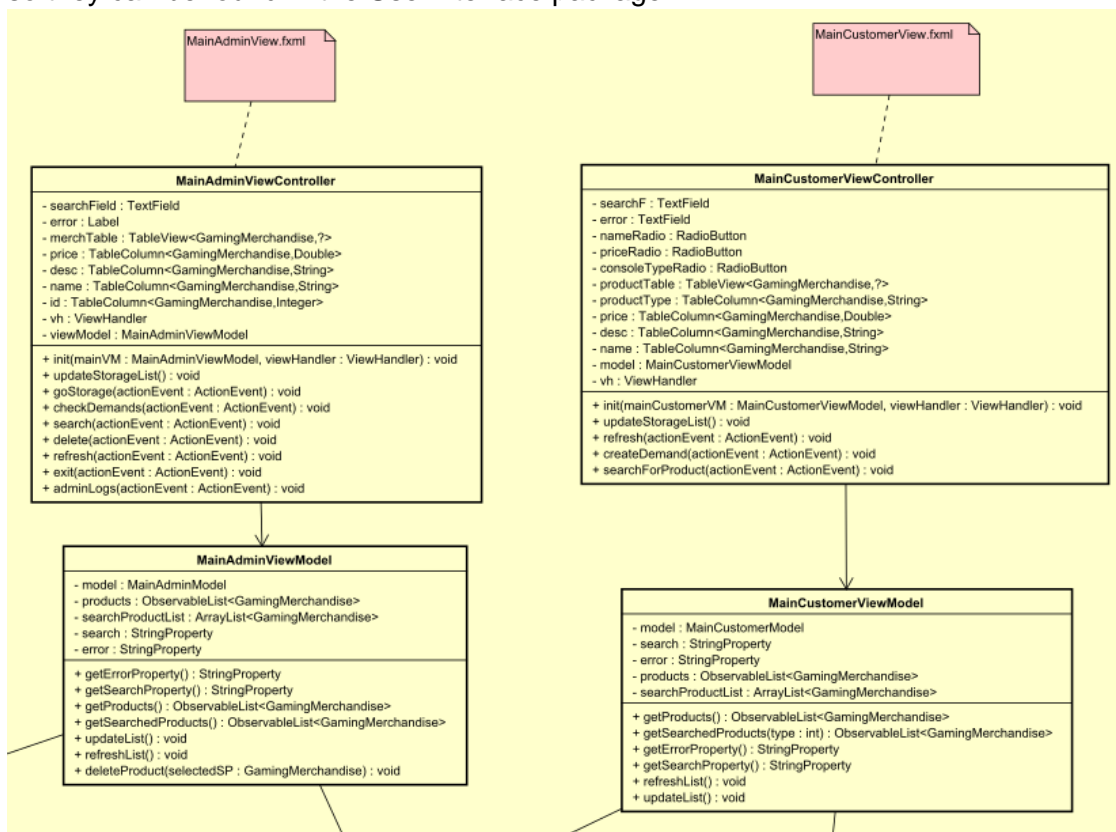 MainAdminView.fxml
MainCustomerView.fxml
MainAdminViewController
- searchField : TextField
- error : Label
- merchTable : TableView<GamingMerchandise,?>
- price : TableColumn<GamingMerchandise,Double>
- desc : TableColumn<GamingMerchandise,String>
- name : TableColumn<GamingMerchandise,String>
- id : TableColumn<GamingMerchandise,Integer>
- vh : ViewHandler
- viewModel : MainAdminViewModel
+ init(mainVM : MainAdminViewModel, viewHandler : ViewHandler) : void
+ updateStorageList() : void
+ goStorage(actionEvent : ActionEvent) : void
+ checkDemands(actionEvent : ActionEvent) : void
+ search(actionEvent : ActionEvent) : void
+ delete(actionEvent : ActionEvent) : void
+ refresh(actionEvent : ActionEvent) : void
+ exit(actionEvent : ActionEvent) : void
+ adminLogs(actionEvent : ActionEvent) : void
MainCustomerViewController
- searchF : TextField
- error : TextField
- nameRadio : RadioButton
- priceRadio : RadioButton
- consoleTypeRadio : RadioButton
- productTable : TableView<GamingMerchandise,?>
- productType : TableColumn<GamingMerchandise,String>
- price : TableColumn<GamingMerchandise,Double>
- desc : TableColumn<GamingMerchandise,String>
- name : TableColumn<GamingMerchandise,String>
- model : MainCustomerViewModel
- vh : ViewHandler
+ init(mainCustomerVM : MainCustomerViewModel, viewHandler : ViewHandler) : void
+ updateStorageList() : void
+ refresh(actionEvent : ActionEvent) : void
+ createDemand(actionEvent : ActionEvent) : void
+ searchForProduct(actionEvent : ActionEvent) : void
MainAdminViewModel
- model : MainAdminModel
- products : ObservableList<GamingMerchandise>
- searchProductList : ArrayList<GamingMerchandise>
- search : StringProperty
- error : StringProperty
+ getErrorProperty() : StringProperty
+ getSearchProperty() : StringProperty
+ getProducts() : ObservableList<GamingMerchandise>
+ getSearchedProducts() : ObservableList<GamingMerchandise>
+ updateList() : void
+ refreshList() : void
+ deleteProduct(selectedSP : GamingMerchandise) : void
MainCustomerViewModel
- model : MainCustomerModel
- search : StringProperty
- error : StringProperty
- products : ObservableList<GamingMerchandise>
- searchProductList : ArrayList<GamingMerchandise>
+ getProducts() : ObservableList<GamingMerchandise>
+ getSearchedProducts(type : int) : ObservableList<GamingMerchandise>
+ getErrorProperty() : StringProperty
+ getSearchProperty() : StringProperty
+ refreshList() : void
+ updateList() : void